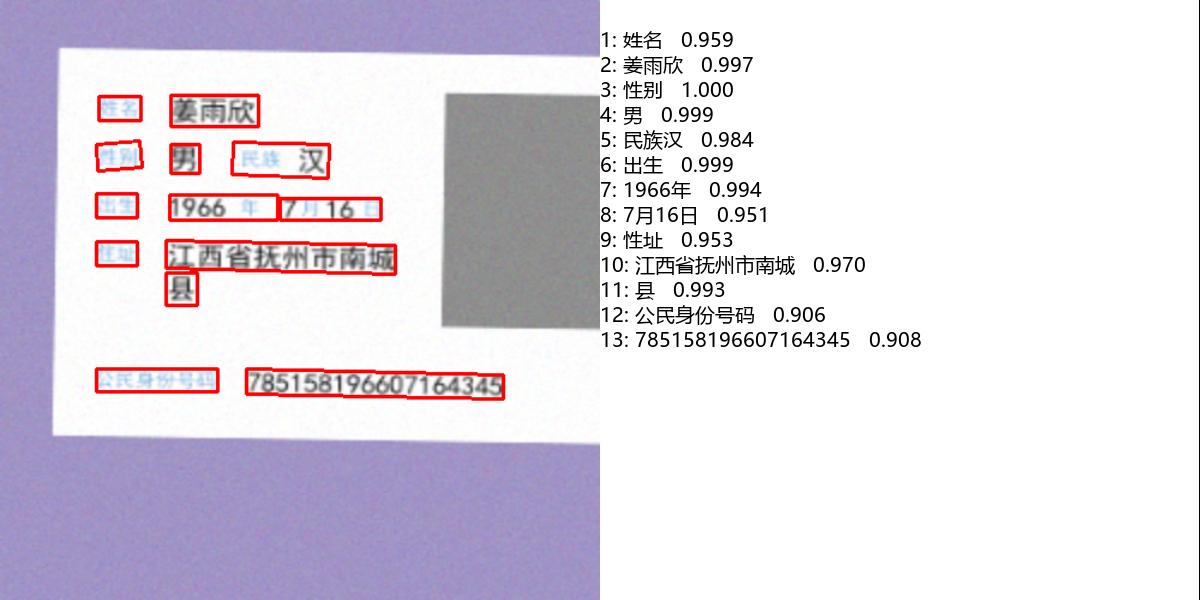 姓名 姜雨欣
性别 男 民族 汉
出生 1966 年 7 月 16 日
住址 江西省抚州市南城
县
公民身份号码 785158196607164345
1: 姓名 0.959
2: 姜雨欣 0.997
3: 性别 1.000
4: 男 0.999
5: 民族汉 0.984
6: 出生 0.999
7: 1966年 0.994
8: 7月16日 0.951
9: 性址 0.953
10: 江西省抚州市南城 0.970
11: 县 0.993
12: 公民身份号码 0.906
13: 785158196607164345 0.908